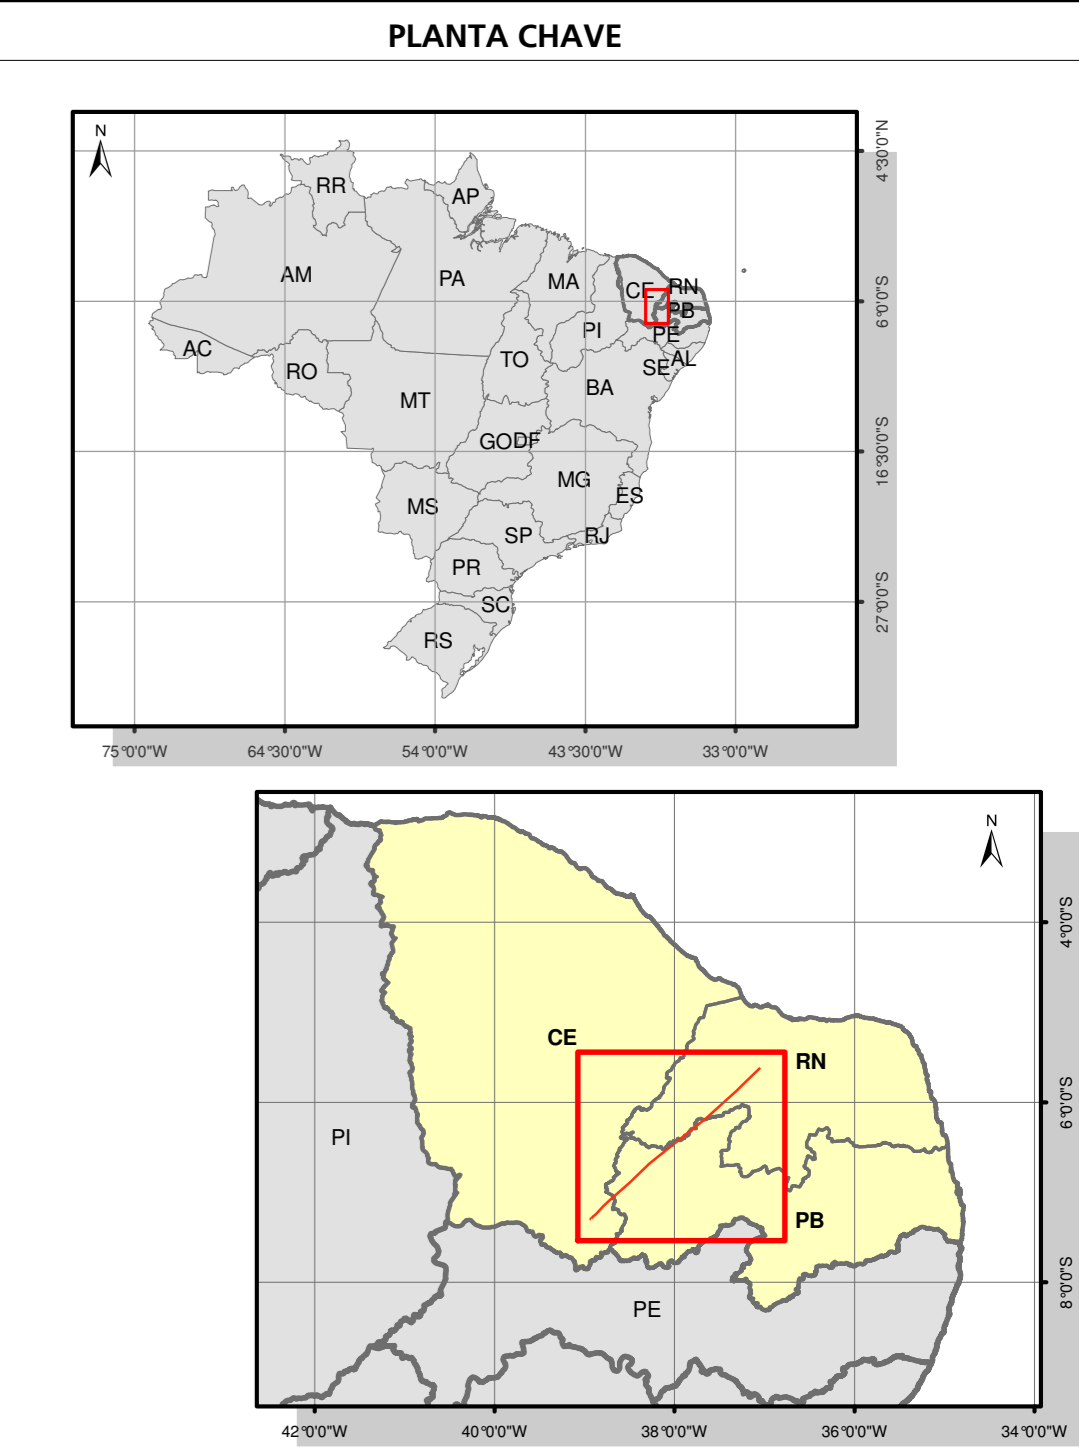 PLANTA CHAVE
N
RR
AP
AM
PA
MA
CE
RN
PB
PI
PE
AC
RO
TO
SE
AL
MT
BA
GO
DF
MG
MS
ES
SP
RJ
PR
SC
RS
4°30'0"N
6°0'0"S
16°30'0"S
27°0'0"S
75°0'0"W 64°30'0"W 54°0'0"W 43°30'0"W 33°0'0"W
N
CE
RN
PI
PB
PE
4°0'0"S
6°0'0"S
8°0'0"S
42°0'0"W 40°0'0"W 38°0'0"W 36°0'0"W 34°0'0"W